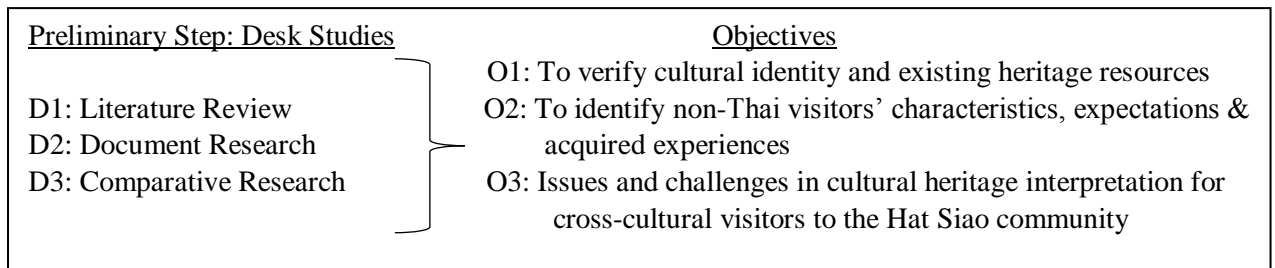 Preliminary Step: Desk Studies
Objectives
O1: To verify cultural identity and existing heritage resources
D1: Literature Review
O2: To identify non-Thai visitors’ characteristics, expectations &
D2: Document Research
acquired experiences
D3: Comparative Research
O3: Issues and challenges in cultural heritage interpretation for
cross-cultural visitors to the Hat Siao community